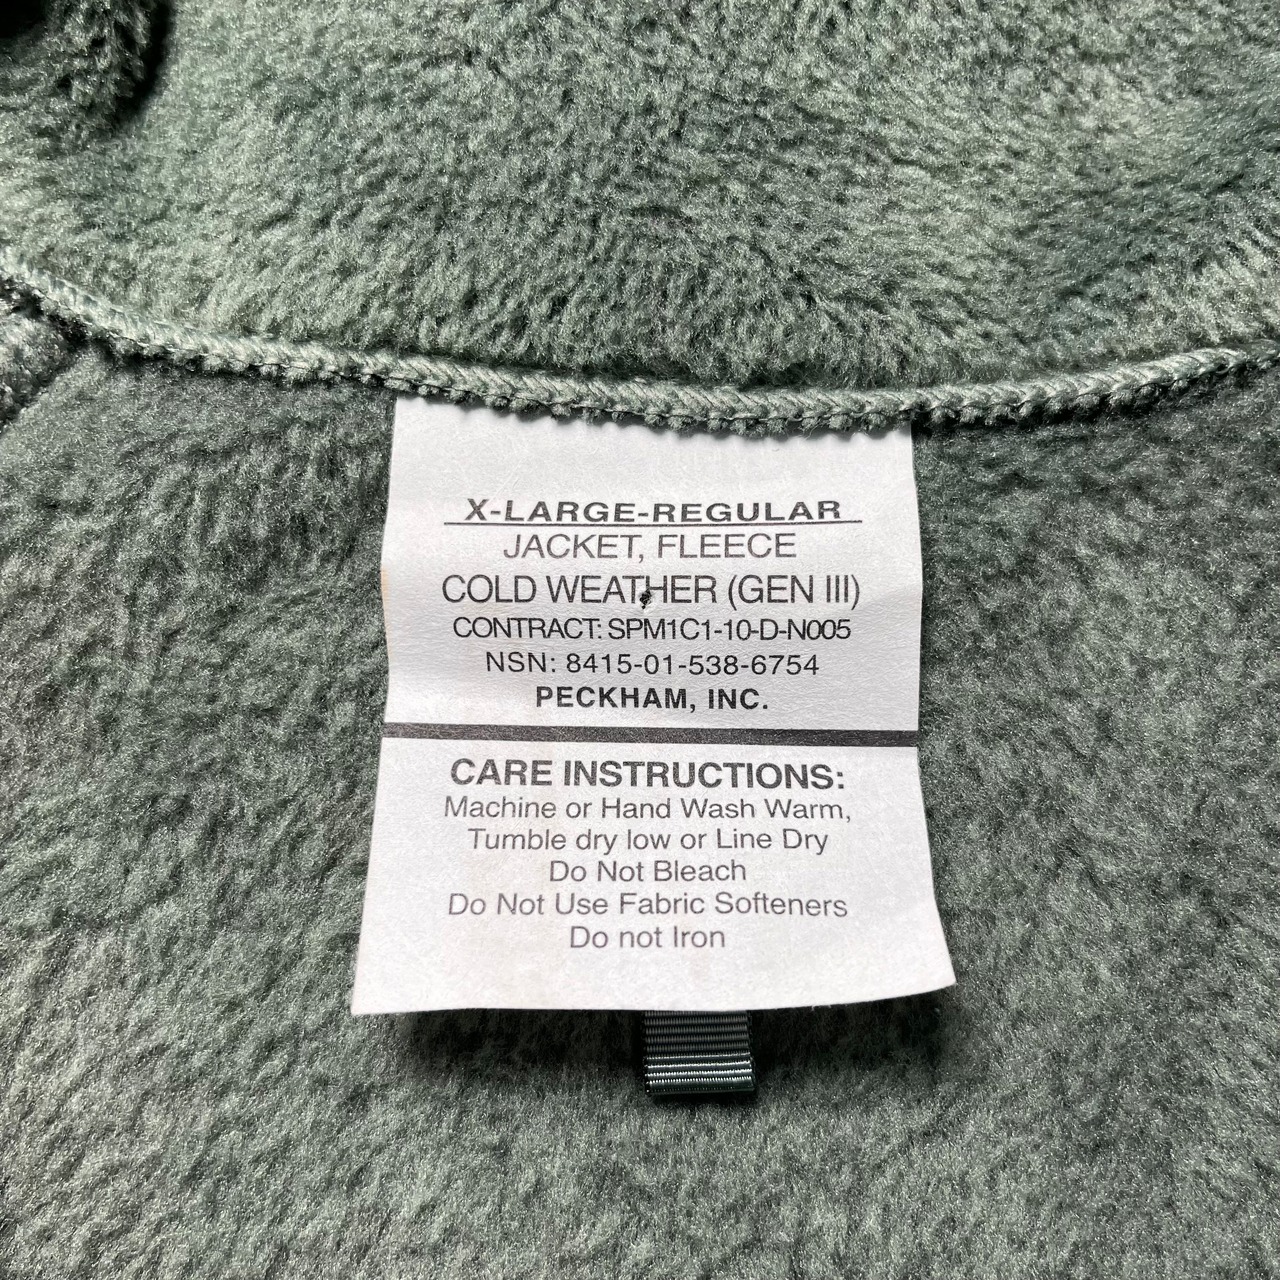 X-LARGE-REGULAR
JACKET, FLEECE
COLD WEATHER (GEN III)
CONTRACT: SPM1C1-10-D-N005
NSN: 8415-01-538-6754
PECKHAM, INC.
CARE INSTRUCTIONS:
Machine or Hand Wash Warm,
Tumble dry low or Line Dry
Do Not Bleach
Do Not Use Fabric Softeners
Do not Iron